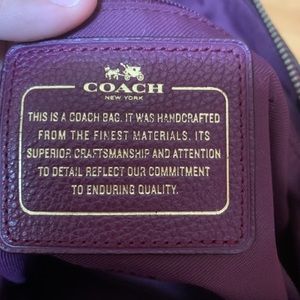 COACH
NEW YORK
THIS IS A COACH BAG. IT WAS HANDCRAFTED
FROM THE FINEST MATERIALS. ITS
SUPERIOR CRAFTSMANSHIP AND ATTENTION
TO DETAIL REFLECT OUR COMMITMENT
TO ENDURING QUALITY.